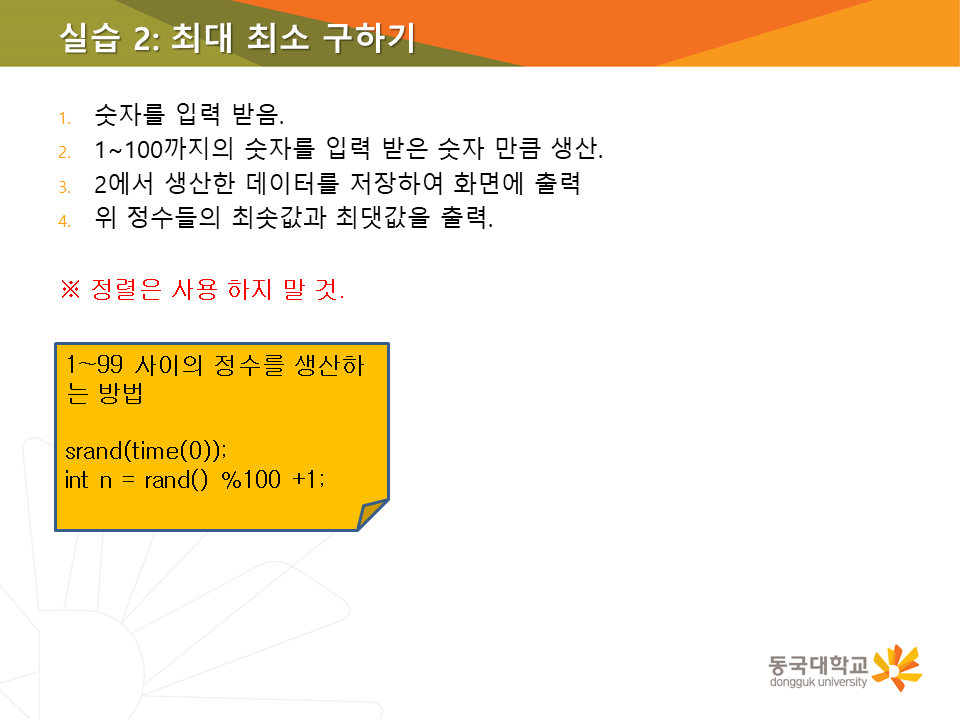 실습 2: 최대 최소 구하기
1. 숫자를 입력 받음.
2. 1~100까지의 숫자를 입력 받은 숫자 만큼 생산.
3. 2에서 생산한 데이터를 저장하여 화면에 출력
4. 위 정수들의 최솟값과 최댓값을 출력.
※ 정렬은 사용 하지 말 것.
1~99 사이의 정수를 생산하
는 방법
srand(time(0));
int n = rand() %100 +1;
동국대학교
dongguk university